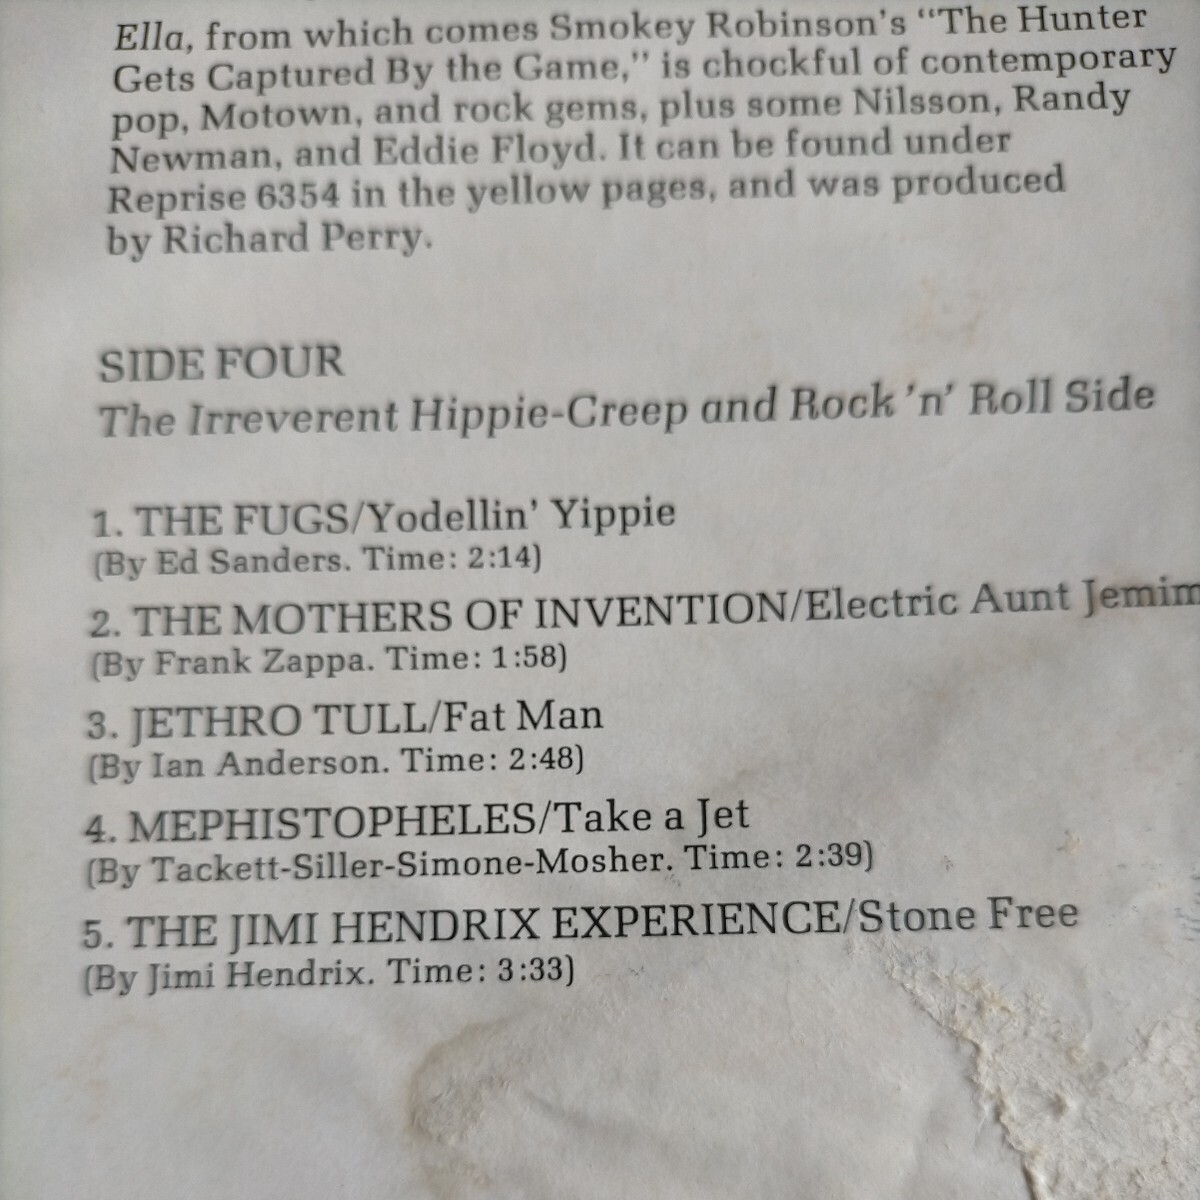 Ella, from which comes Smokey Robinson's “The Hunter
Gets Captured By the Game,” is chockful of contemporary
pop, Motown, and rock gems, plus some Nilsson, Randy
Newman, and Eddie Floyd. It can be found under
Reprise 6354 in the yellow pages, and was produced
by Richard Perry.
SIDE FOUR
The Irreverent Hippie-Creep and Rock 'n' Roll Side
1. THE FUGS/Yodellin' Yippie
(By Ed Sanders. Time: 2:14)
2. THE MOTHERS OF INVENTION/Electric Aunt Jemim
(By Frank Zappa. Time: 1:58)
3. JETHRO TULL/Fat Man
(By Ian Anderson. Time: 2:48)
4. MEPHISTOPHELES/Take a Jet
(By Tackett-Siller-Simone-Mosher. Time: 2:39)
5. THE JIMI HENDRIX EXPERIENCE/Stone Free
(By Jimi Hendrix. Time: 3:33)